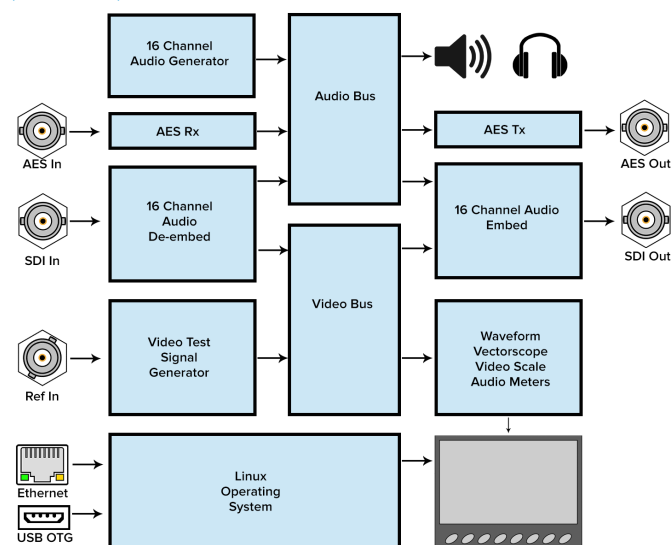 16 Channel
Audio Generator
Audio Bus
AES In
AES Rx
AES Tx
AES Out
SDI In
16 Channel
Audio
De-embed
16 Channel Audio
Embed
SDI Out
Video Bus
Ref In
Video Test
Signal
Generator
Waveform
Vectorscope
Video Scale
Audio Meters
Ethernet
USB OTG
Linux
Operating
System